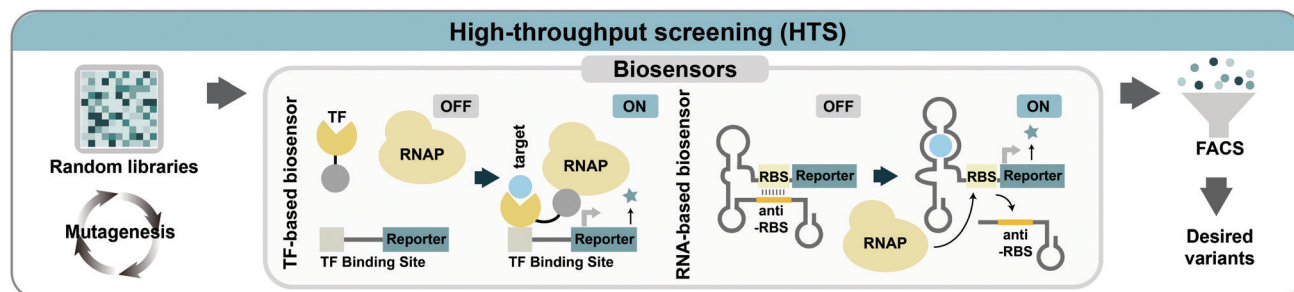 High-throughput screening (HTS)
Random libraries
Mutagenesis
Biosensors
TF-based biosensor
OFF
ON
TF
RNAP
target
RNAP
Reporter
TF Binding Site
Reporter
TF Binding Site
RNA-based biosensor
OFF
ON
RBS
Reporter
anti
-RBS
RNAP
RBS
Reporter
anti
-RBS
FACS
Desired
variants